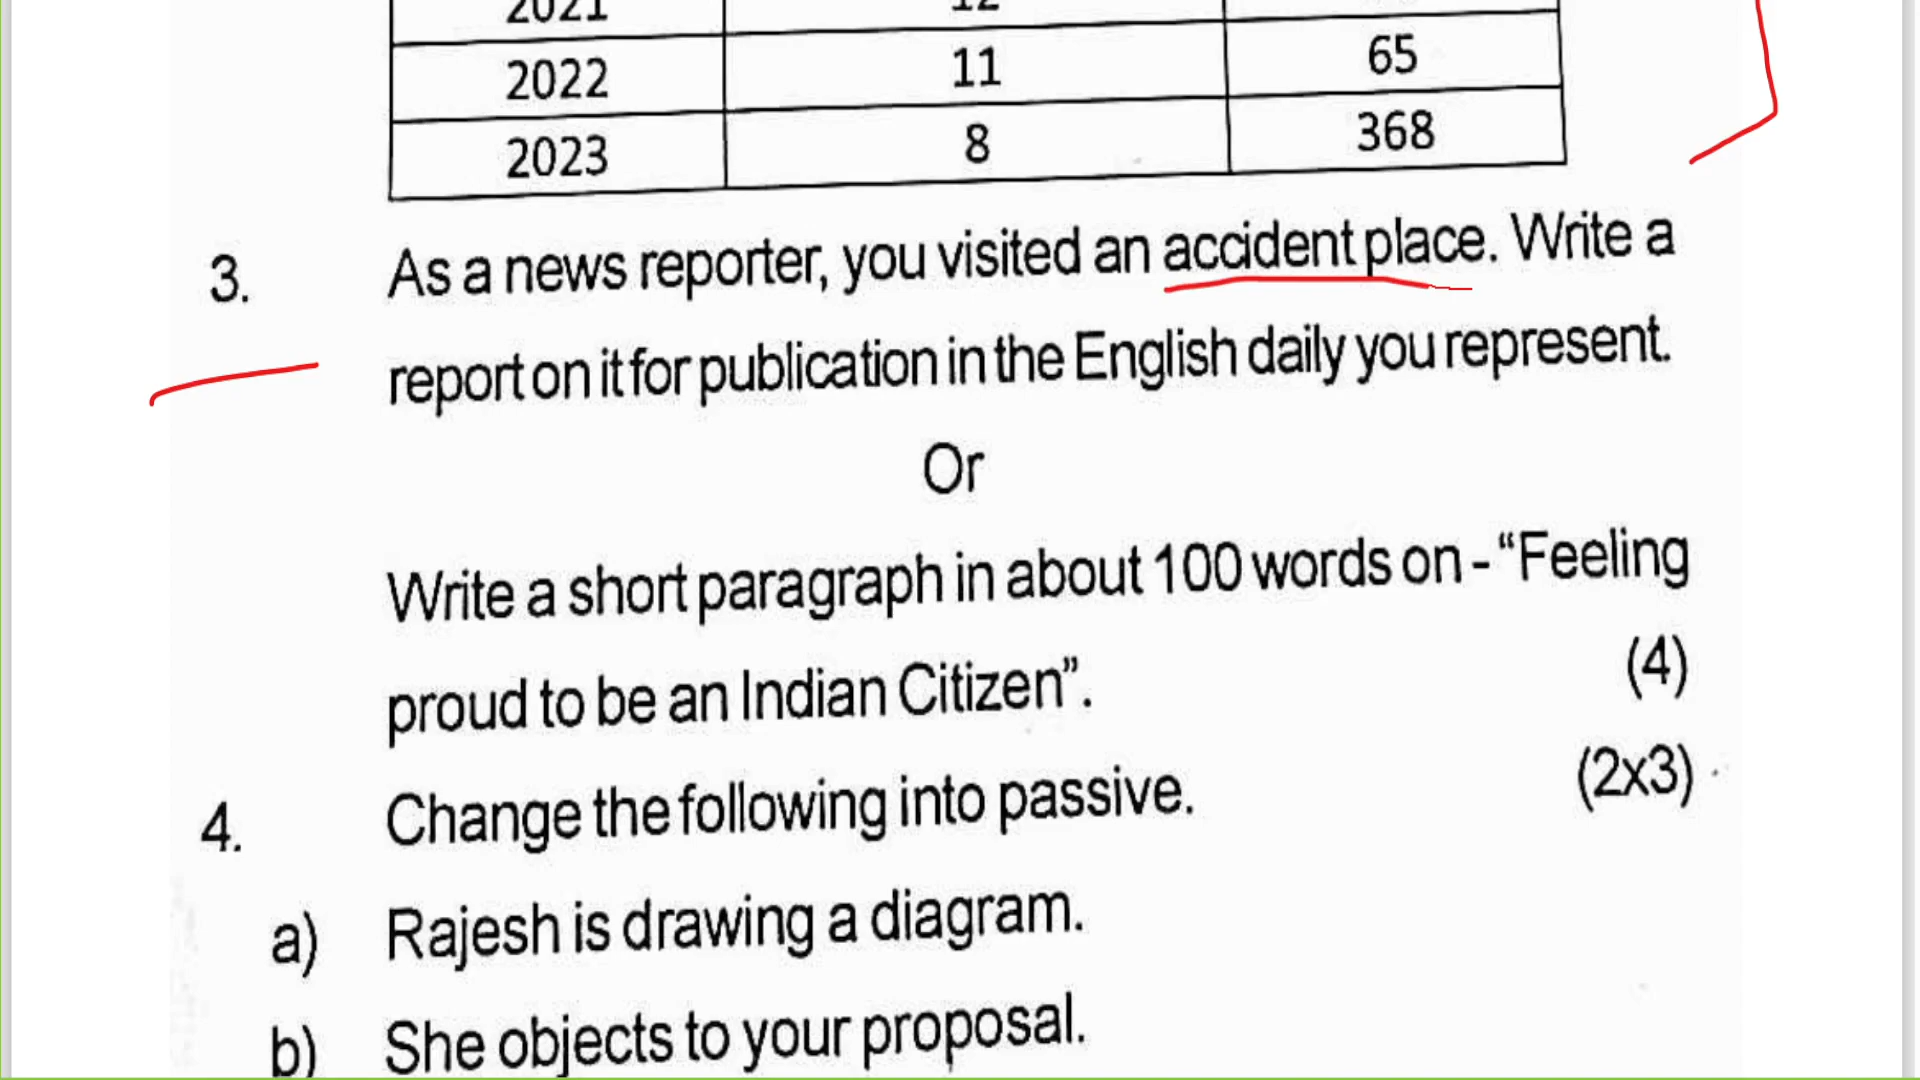 2021 12
2022 11 65
2023 8 368
3. As a news reporter, you visited an accident place. Write a
report on it for publication in the English daily you represent.
Or
Write a short paragraph in about 100 words on - “Feeling
proud to be an Indian Citizen”. (4)
4. Change the following into passive. (2x3)
a) Rajesh is drawing a diagram.
b) She objects to your proposal.